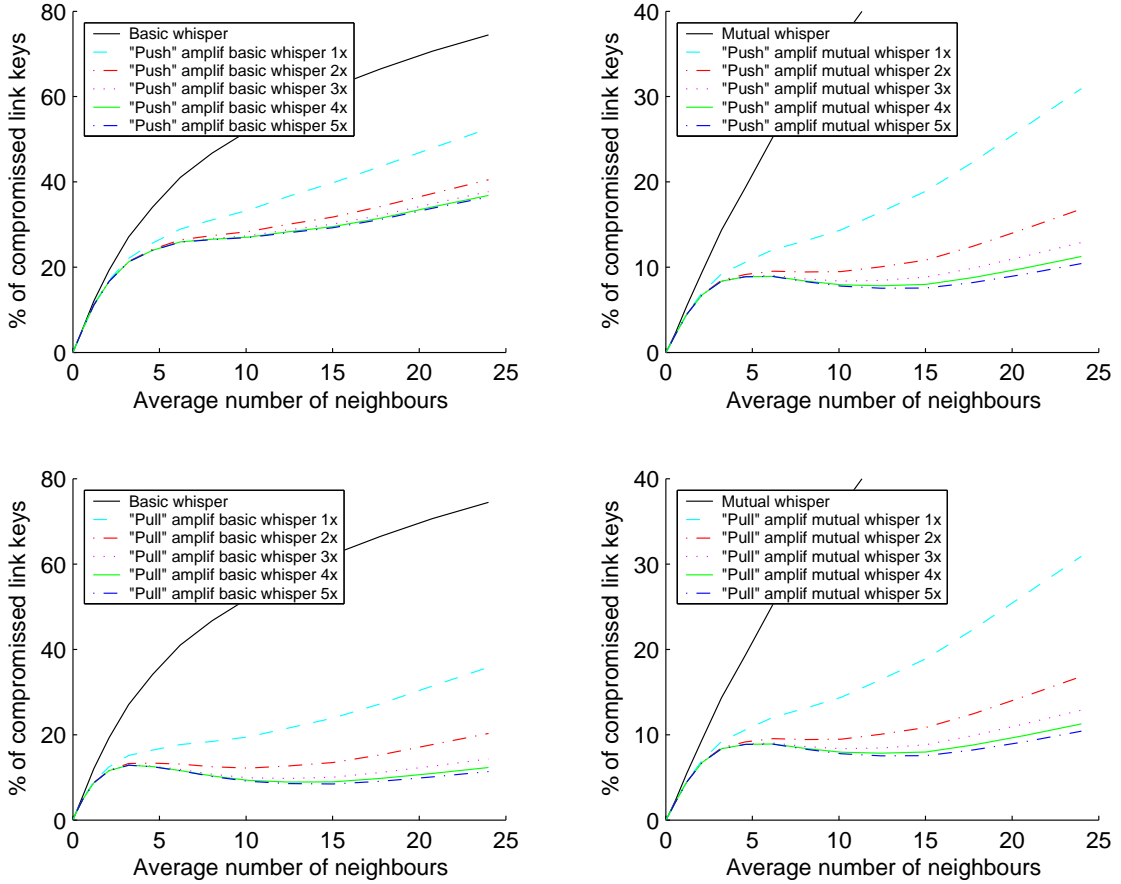 80
60
40
20
0
% of compromissed link keys
Basic whisper
"Push" amplif basic whisper 1x
"Push" amplif basic whisper 2x
"Push" amplif basic whisper 3x
"Push" amplif basic whisper 4x
"Push" amplif basic whisper 5x
0 5 10 15 20 25
Average number of neighbours
40
30
20
10
0
% of compromissed link keys
Mutual whisper
"Push" amplif mutual whisper 1x
"Push" amplif mutual whisper 2x
"Push" amplif mutual whisper 3x
"Push" amplif mutual whisper 4x
"Push" amplif mutual whisper 5x
0 5 10 15 20 25
Average number of neighbours
80
60
40
20
0
% of compromissed link keys
Basic whisper
"Pull" amplif basic whisper 1x
"Pull" amplif basic whisper 2x
"Pull" amplif basic whisper 3x
"Pull" amplif basic whisper 4x
"Pull" amplif basic whisper 5x
0 5 10 15 20 25
Average number of neighbours
40
30
20
10
0
% of compromissed link keys
Mutual whisper
"Pull" amplif mutual whisper 1x
"Pull" amplif mutual whisper 2x
"Pull" amplif mutual whisper 3x
"Pull" amplif mutual whisper 4x
"Pull" amplif mutual whisper 5x
0 5 10 15 20 25
Average number of neighbours